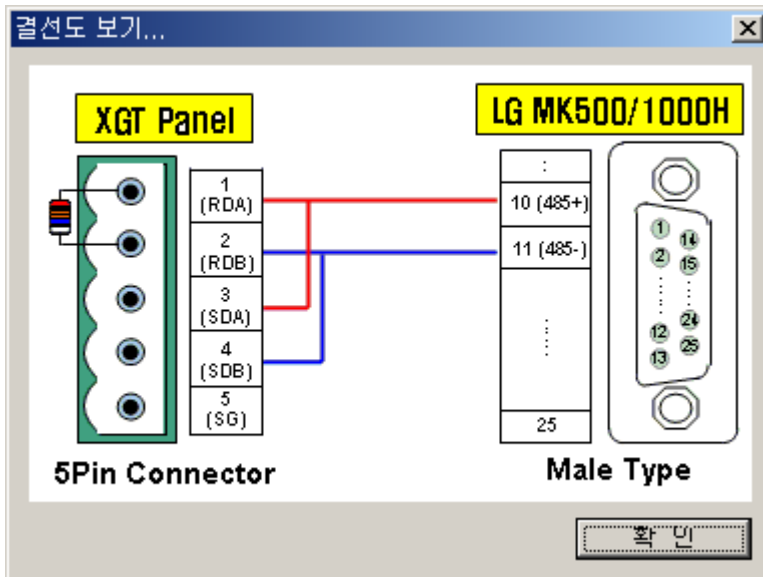 결선도 보기...
XGT Panel
LG MK500/1000H
1
(RDA)
2
(RDB)
3
(SDA)
4
(SDB)
5
(SG)
:
10 (485+)
11 (485-)
25
1
2
12
13
14
15
24
25
5Pin Connector
Male Type
확 인